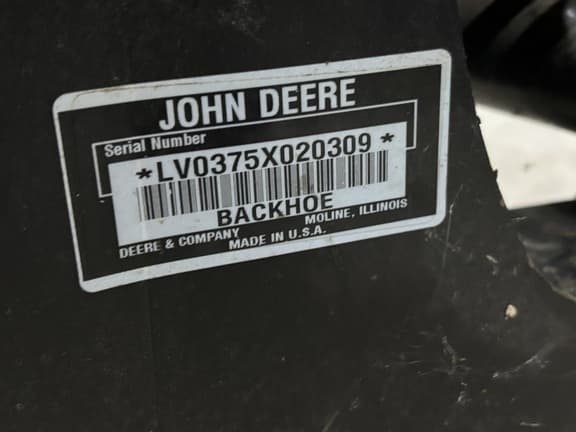 JOHN DEERE
Serial Number
*LV0375X020309*
BACKHOE
DEERE & COMPANY MOLINE, ILLINOIS
MADE IN U.S.A.